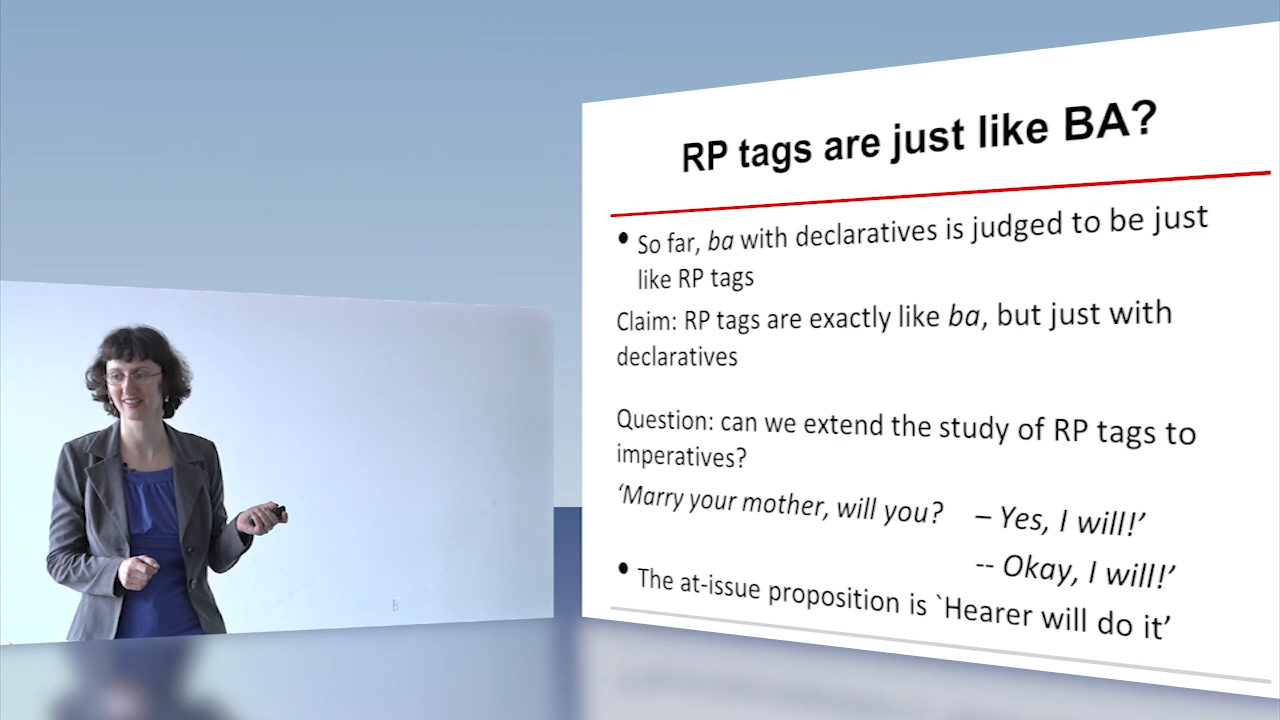 RP tags are just like BA?
• So far, ba with declaratives is judged to be just
like RP tags
Claim: RP tags are exactly like ba, but just with
declaratives
Question: can we extend the study of RP tags to
imperatives?
‘Marry your mother, will you? – Yes, I will!’
-- Okay, I will!’
• The at-issue proposition is `Hearer will do it’